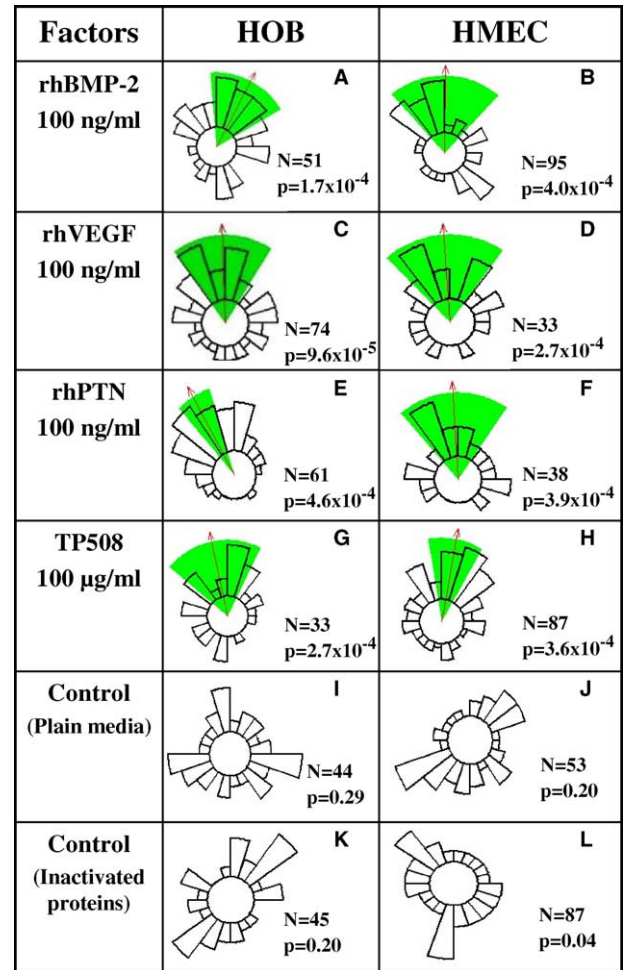 Factors HOB HMEC
rhBMP-2
100 ng/ml
A
N=51
p=1.7x10⁻⁴
B
N=95
p=4.0x10⁻⁴
rhVEGF
100 ng/ml
C
N=74
p=9.6x10⁻⁵
D
N=33
p=2.7x10⁻⁴
rhPTN
100 ng/ml
E
N=61
p=4.6x10⁻⁴
F
N=38
p=3.9x10⁻⁴
TP508
100 µg/ml
G
N=33
p=2.7x10⁻⁴
H
N=87
p=3.6x10⁻⁴
Control
(Plain media)
I
N=44
p=0.29
J
N=53
p=0.20
Control
(Inactivated
proteins)
K
N=45
p=0.20
L
N=87
p=0.04